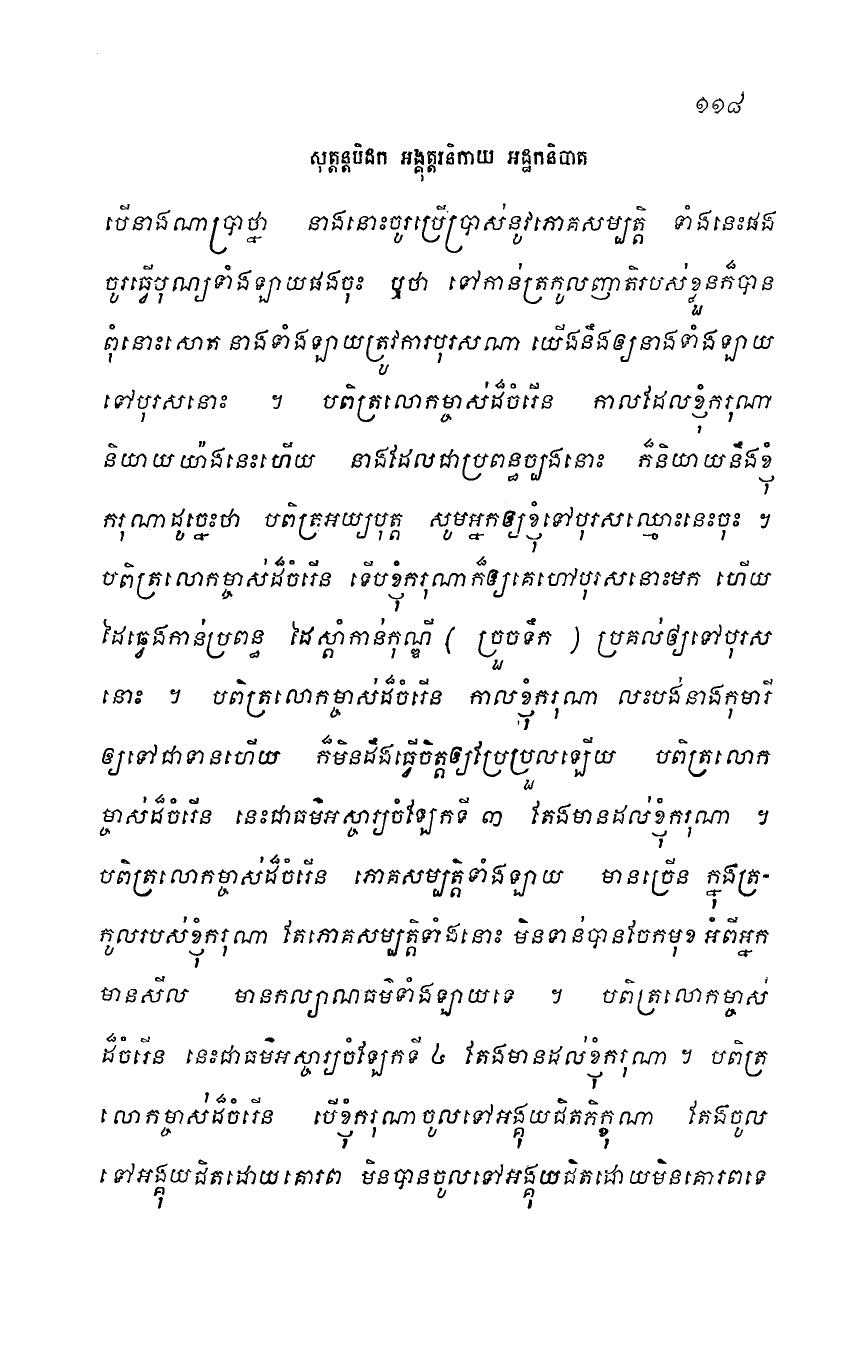 ១១៨
សុត្តន្តបិដក អង្គុត្តរនិកាយ អដ្ឋកនិបាត
បើនាងណាប្រាថ្នា នាងនោះចូរប្រើប្រាស់នូវភោគសម្បត្តិ ទាំងនេះផង
ចូរធ្វើបុណ្យទាំងឡាយផងចុះ ឬថា ទៅកាន់ត្រកូលញាតិរបស់ខ្លួនក៏បាន
ពុំនោះសោត នាងទាំងឡាយត្រូវការបុរសណា យើងនឹងឲ្យនាងទាំងឡាយ
ទៅបុរសនោះ ។ បពិត្រលោកម្ចាស់ដ៏ចំរើន កាលដែលខ្ញុំករុណា
និយាយយ៉ាងនេះហើយ នាងដែលជាប្រពន្ធច្បងនោះ ក៏និយាយនឹងខ្ញុំ
ករុណាដូច្នេះថា បពិត្រអយ្យបុត្ត សូមអ្នកឲ្យខ្ញុំទៅបុរសឈ្មោះនេះចុះ ។
បពិត្រលោកម្ចាស់ដ៏ចំរើន ទើបខ្ញុំករុណាក៏ឲ្យគេហៅបុរសនោះមក ហើយ
ដៃឆ្វេងកាន់ប្រពន្ធ ដៃស្តាំកាន់កុណ្ឌី ( ច្រួចទឹក ) ប្រគល់ឲ្យទៅបុរស
នោះ ។ បពិត្រលោកម្ចាស់ដ៏ចំរើន កាលខ្ញុំករុណា លះបង់នាងកុមារី
ឲ្យទៅជាទានហើយ ក៏មិនដឹងធ្វើចិត្តឲ្យប្រែប្រួលឡើយ បពិត្រលោក
ម្ចាស់ដ៏ចំរើន នេះជាធម៌អស្ចារ្យចំឡែកទី ៣ តែងមានដល់ខ្ញុំករុណា ។
បពិត្រលោកម្ចាស់ដ៏ចំរើន ភោគសម្បត្តិទាំងឡាយ មានច្រើន ក្នុងត្រ-
កូលរបស់ខ្ញុំករុណា តែភោគសម្បត្តិទាំងនោះ មិនទាន់បានចែកមុខ អំពីអ្នក
មានសីល មានកល្យាណធម៌ទាំងឡាយទេ ។ បពិត្រលោកម្ចាស់
ដ៏ចំរើន នេះជាធម៌អស្ចារ្យចំឡែកទី ៤ តែងមានដល់ខ្ញុំករុណា ។ បពិត្រ
លោកម្ចាស់ដ៏ចំរើន បើខ្ញុំករុណាចូលទៅអង្គុយជិតភិក្ខុណា តែងចូល
ទៅអង្គុយជិតដោយគោរព មិនបានចូលទៅអង្គុយជិតដោយមិនគោរពទេ